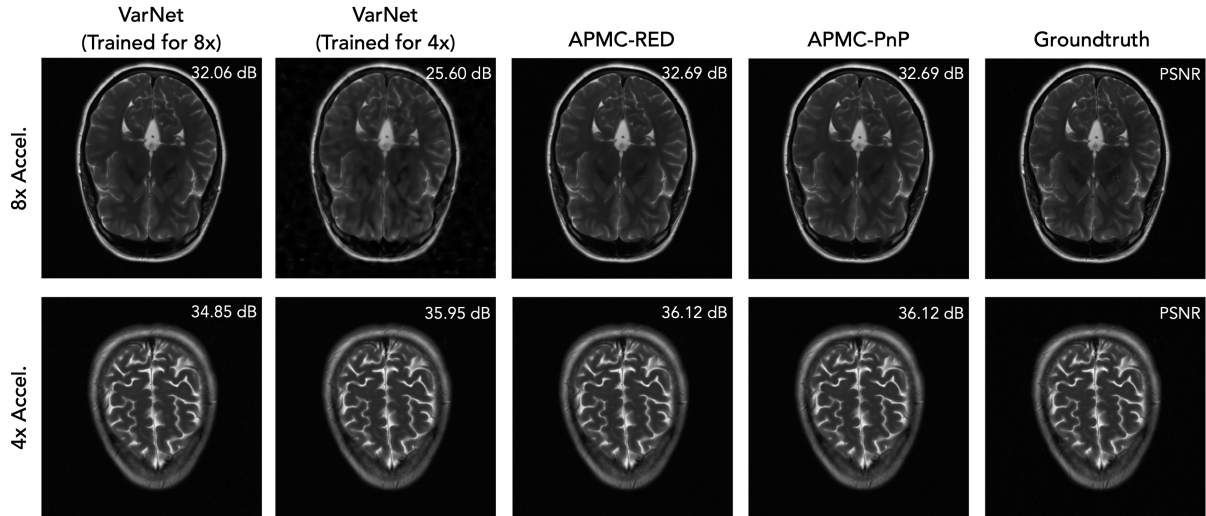 VarNet
(Trained for 8x)
VarNet
(Trained for 4x)
APMC-RED
APMC-PnP
Groundtruth
8x Accel.
32.06 dB
25.60 dB
32.69 dB
32.69 dB
PSNR
4x Accel.
34.85 dB
35.95 dB
36.12 dB
36.12 dB
PSNR